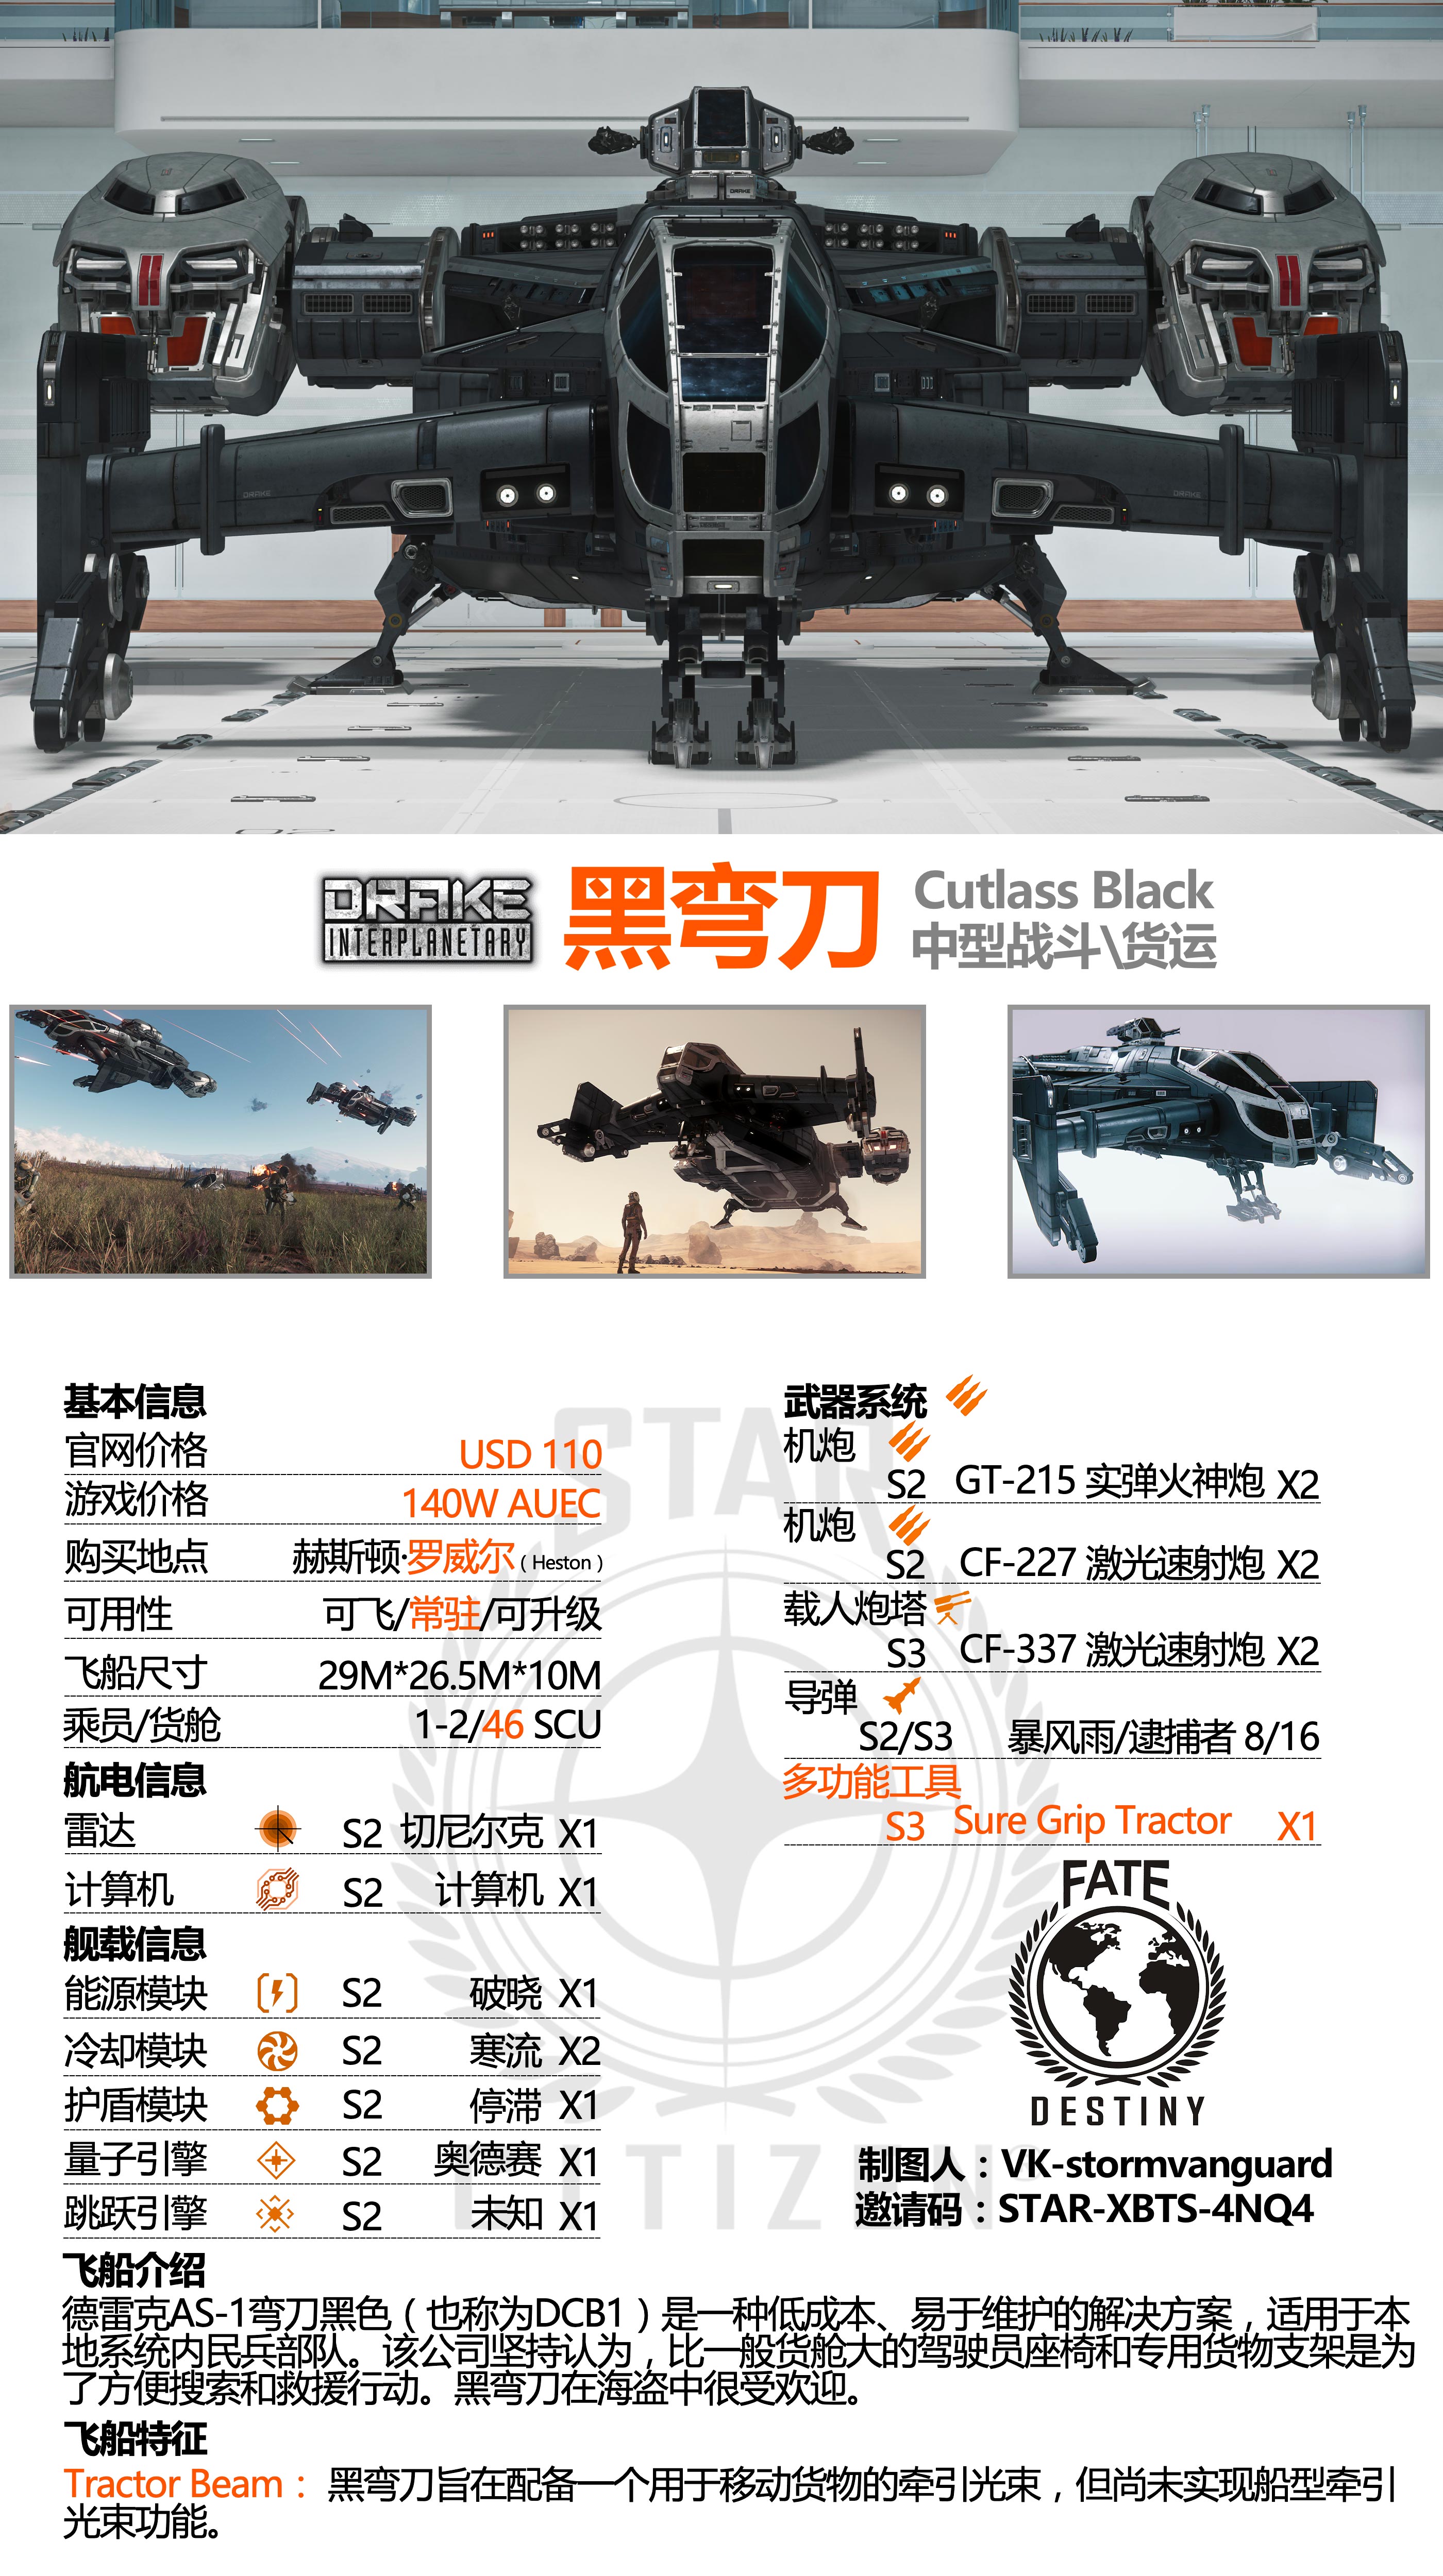 DRAKE
DRAKE
DRAKE
DRAKE
INTERPLANETARY
黑弯刀
Cutlass Black
中型战斗\货运
STAR
CITIZEN
基本信息
官网价格 USD 110
游戏价格 140W AUEC
购买地点 赫斯顿·罗威尔（Heston）
可用性 可飞/常驻/可升级
飞船尺寸 29M*26.5M*10M
乘员/货舱 1-2/46 SCU
航电信息
雷达 S2 切尼尔克 X1
计算机 S2 计算机 X1
舰载信息
能源模块 S2 破晓 X1
冷却模块 S2 寒流 X2
护盾模块 S2 停滞 X1
量子引擎 S2 奥德赛 X1
跳跃引擎 S2 未知 X1
武器系统
机炮
S2 GT-215 实弹火神炮 X2
机炮
S2 CF-227 激光速射炮 X2
载人炮塔
S3 CF-337 激光速射炮 X2
导弹
S2/S3 暴风雨/逮捕者 8/16
多功能工具
S3 Sure Grip Tractor X1
FATE
DESTINY
制图人：VK-stormvanguard
邀请码：STAR-XBTS-4NQ4
飞船介绍
德雷克AS-1弯刀黑色（也称为DCB1）是一种低成本、易于维护的解决方案，适用于本
地系统内民兵部队。该公司坚持认为，比一般货舱大的驾驶员座椅和专用货物支架是为
了方便搜索和救援行动。黑弯刀在海盗中很受欢迎。
飞船特征
Tractor Beam： 黑弯刀旨在配备一个用于移动货物的牵引光束，但尚未实现船型牵引
光束功能。